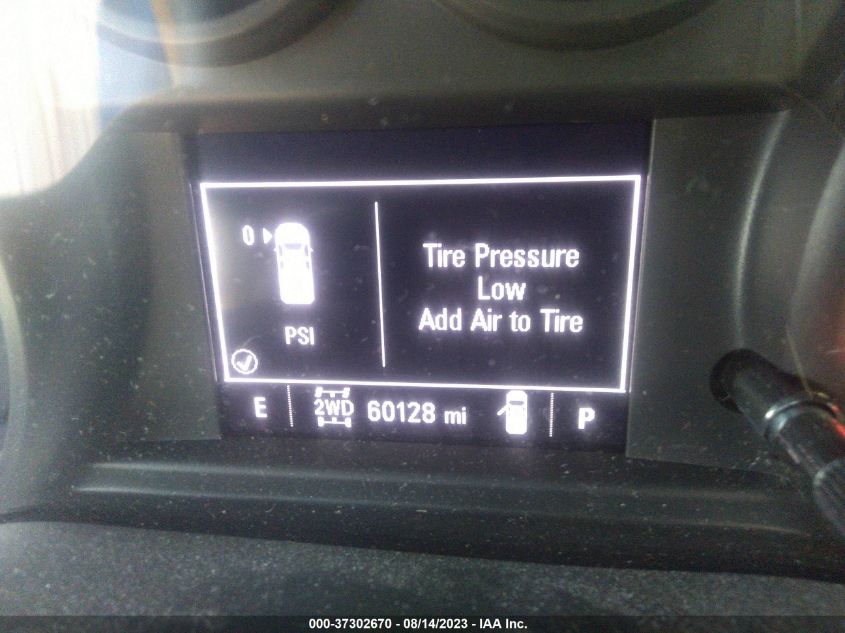 0
PSI
Tire Pressure
Low
Add Air to Tire
E 2WD 60128 mi P
000-37302670 - 08/14/2023 - IAA Inc.